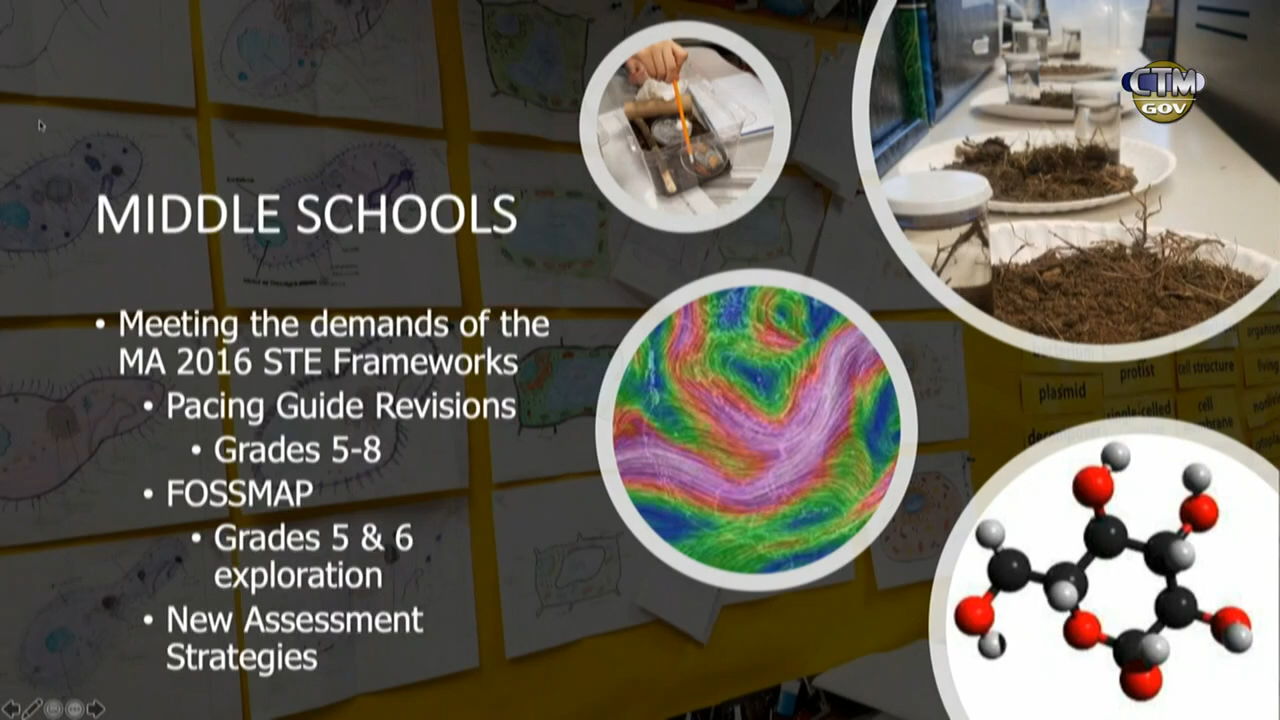 CTM
GOV
MIDDLE SCHOOLS
• Meeting the demands of the
MA 2016 STE Frameworks
• Pacing Guide Revisions
• Grades 5-8
• FOSSMAP
• Grades 5 & 6
exploration
• New Assessment
Strategies
plasmid
protist
cell structure
cell